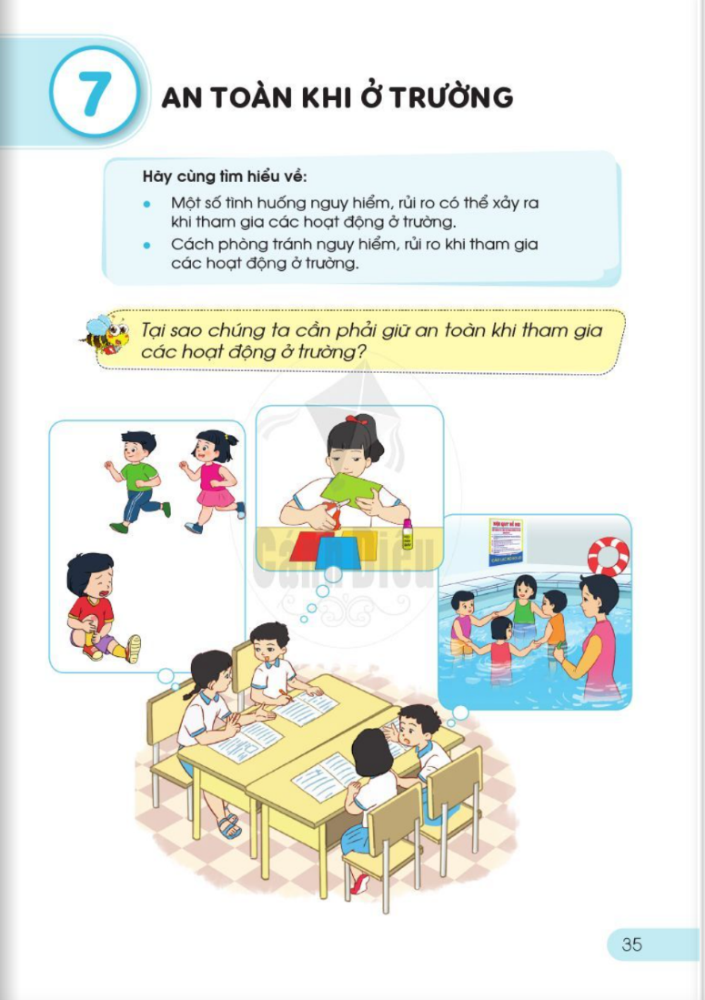 7
AN TOÀN KHI Ở TRƯỜNG
Hãy cùng tìm hiểu về:
● Một số tình huống nguy hiểm, rủi ro có thể xảy ra
khi tham gia các hoạt động ở trường.
● Cách phòng tránh nguy hiểm, rủi ro khi tham gia
các hoạt động ở trường.
Tại sao chúng ta cần phải giữ an toàn khi tham gia
các hoạt động ở trường?
Cánh Diều
35